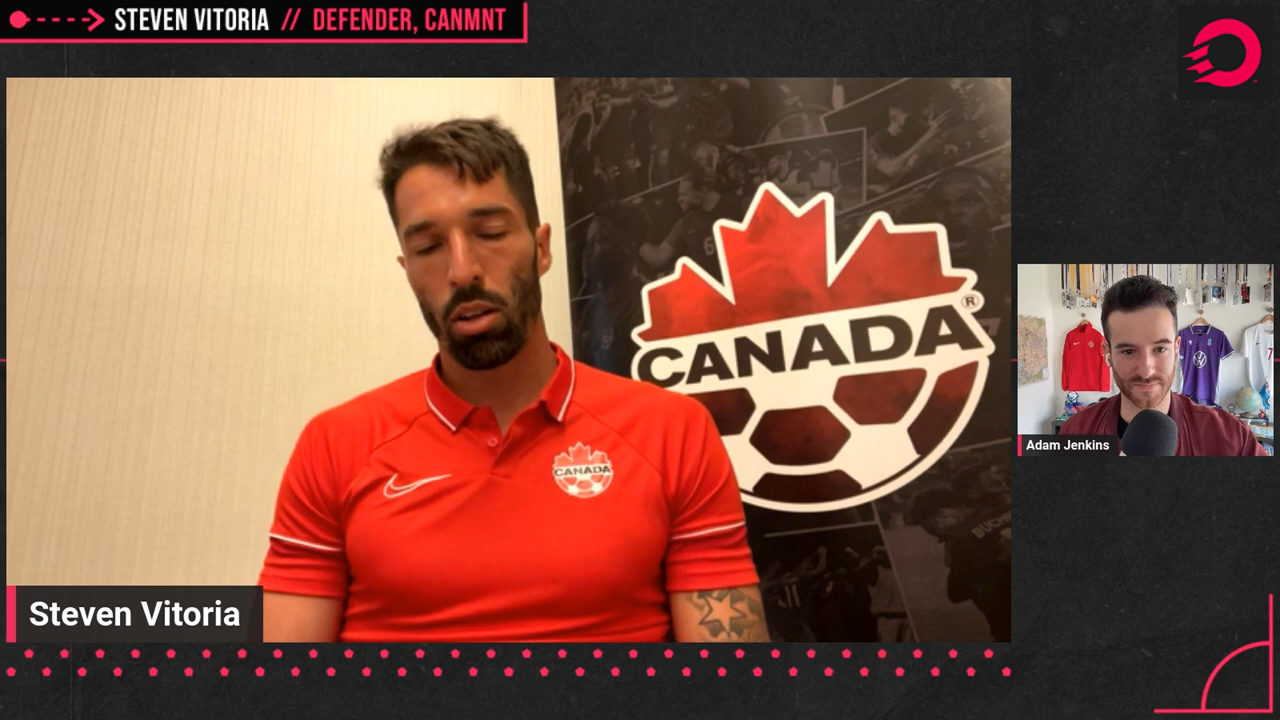 STEVEN VITORIA // DEFENDER, CANMNT
CANADA
®
CANADA
Steven Vitoria
Adam Jenkins